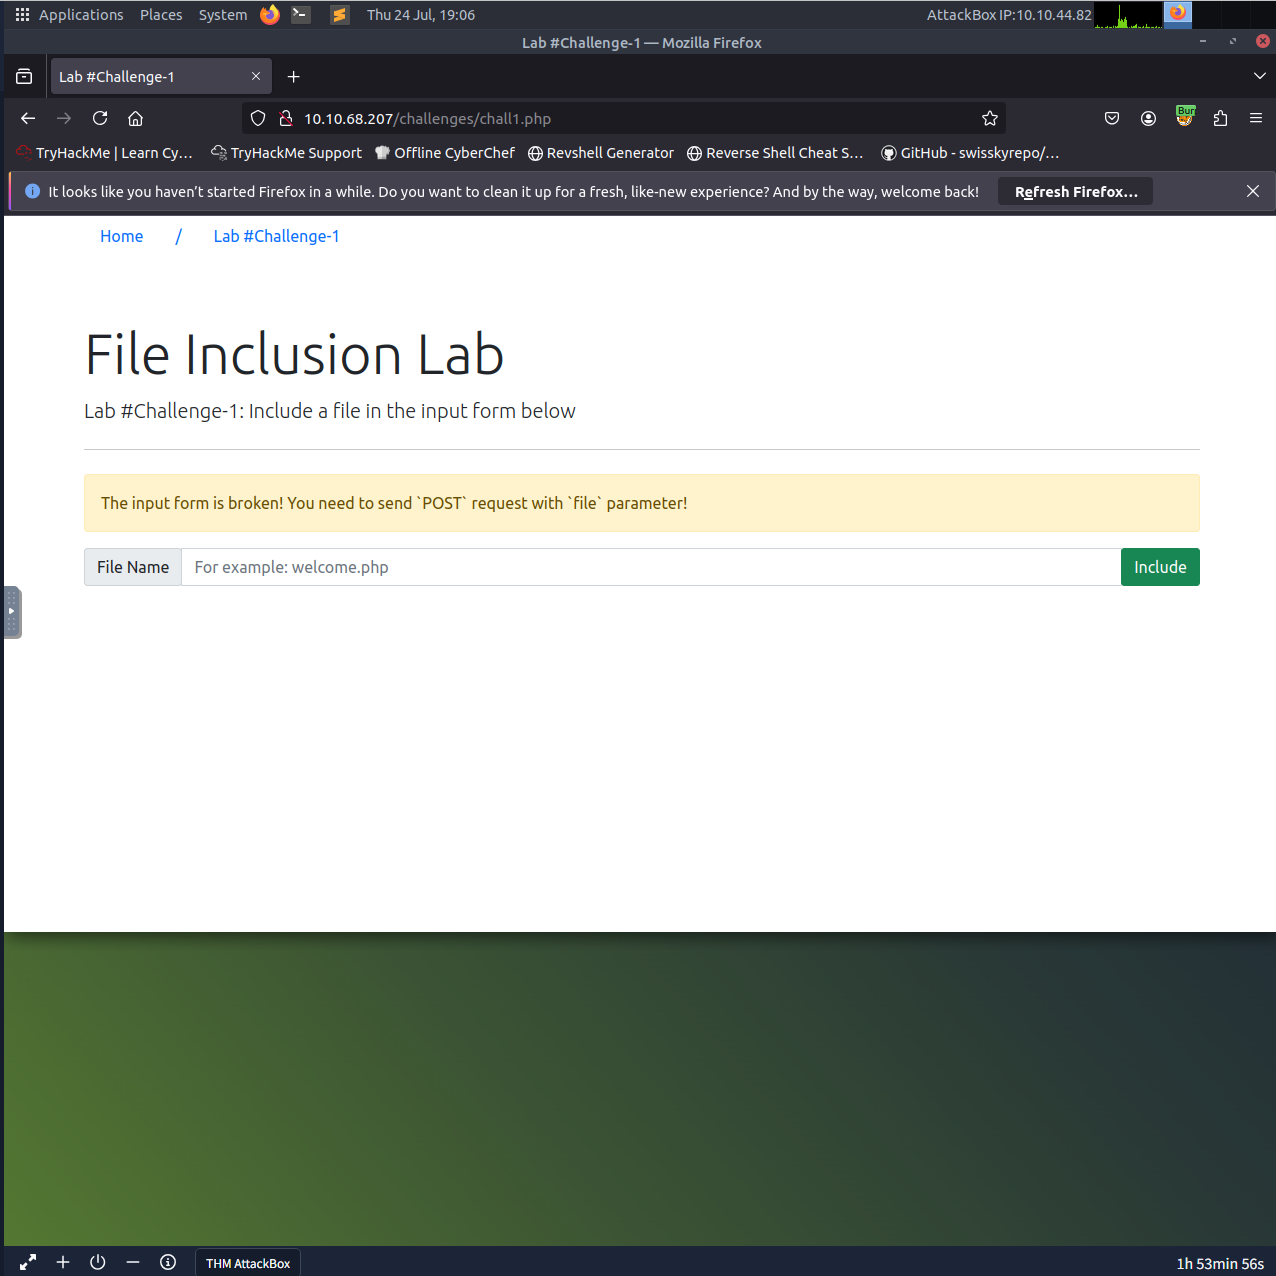 Applications Places System Thu 24 Jul, 19:06 AttackBox IP:10.10.44.82
Lab #Challenge-1 — Mozilla Firefox
Lab #Challenge-1
10.10.68.207/challenges/chall1.php
Bur
TryHackMe | Learn Cy... TryHackMe Support Offline CyberChef Revshell Generator Reverse Shell Cheat S... GitHub - swisskyrepo/...
It looks like you haven't started Firefox in a while. Do you want to clean it up for a fresh, like-new experience? And by the way, welcome back! Refresh Firefox...
Home / Lab #Challenge-1
File Inclusion Lab
Lab #Challenge-1: Include a file in the input form below
The input form is broken! You need to send `POST` request with `file` parameter!
File Name For example: welcome.php Include
THM AttackBox 1h 53min 56s